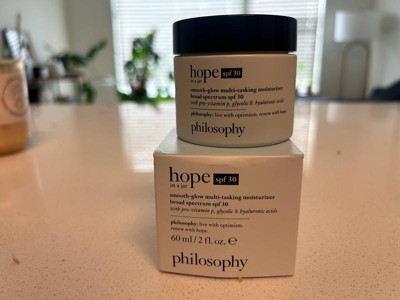 hope spf 30
in a jar
smooth-glow multi-tasking moisturizer
broad spectrum spf 30
with pro-vitamin p, glycolic & hyaluronic acids
philosophy: live with optimism. renew with hope.
philosophy
hope spf 30
in a jar
smooth-glow multi-tasking moisturizer
broad spectrum spf 30
with pro-vitamin p, glycolic & hyaluronic acids
philosophy: live with optimism.
renew with hope.
60 ml / 2 fl. oz. ℮
philosophy